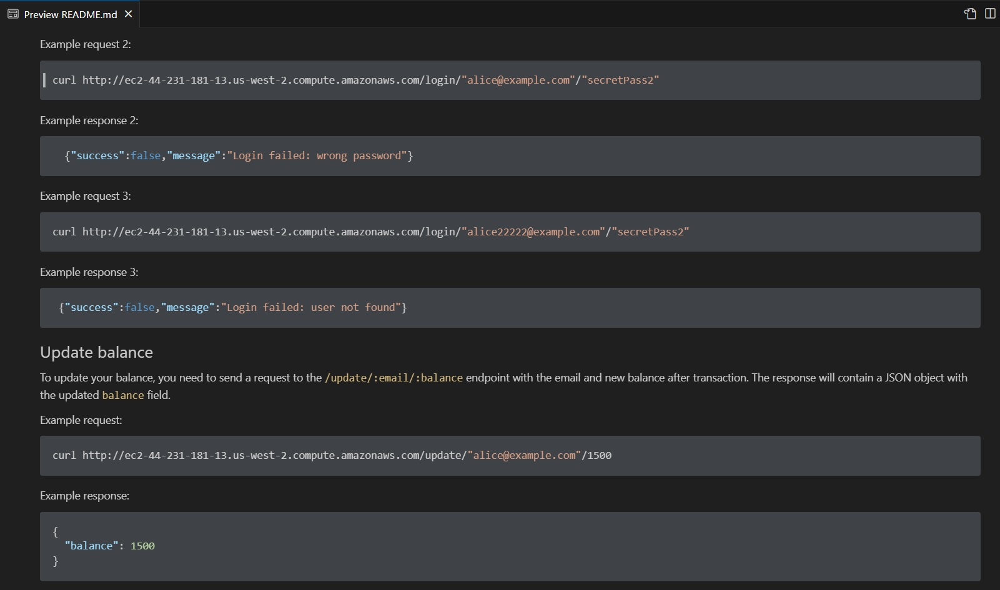 Preview README.md
Example request 2:
curl http://ec2-44-231-181-13.us-west-2.compute.amazonaws.com/login/"alice@example.com"/"secretPass2"
Example response 2:
{"success":false,"message":"Login failed: wrong password"}
Example request 3:
curl http://ec2-44-231-181-13.us-west-2.compute.amazonaws.com/login/"alice22222@example.com"/"secretPass2"
Example response 3:
{"success":false,"message":"Login failed: user not found"}
Update balance
To update your balance, you need to send a request to the /update/:email/:balance endpoint with the email and new balance after transaction. The response will contain a JSON object with
the updated balance field.
Example request:
curl http://ec2-44-231-181-13.us-west-2.compute.amazonaws.com/update/"alice@example.com"/1500
Example response:
{
"balance": 1500
}